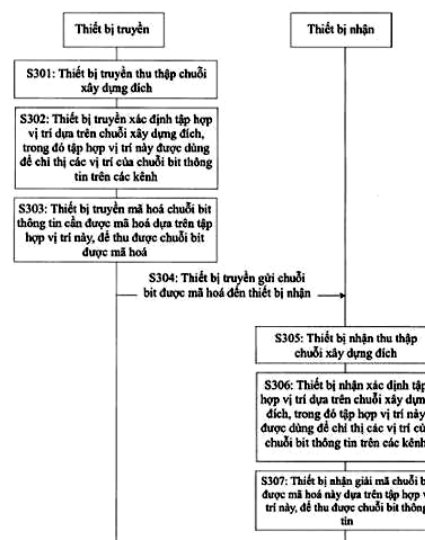 Thiết bị truyền
Thiết bị nhận
S301: Thiết bị truyền thu thập chuỗi
xây dựng đích
S302: Thiết bị truyền xác định tập hợp
vị trí dựa trên chuỗi xây dựng đích,
trong đó tập hợp vị trí này được dùng
để chỉ thị các vị trí của chuỗi bit thông
tin trên các kênh
S303: Thiết bị truyền mã hoá chuỗi bit
thông tin cần được mã hoá dựa trên tập
hợp vị trí này, để thu được chuỗi bit
được mã hoá
S304: Thiết bị truyền gửi chuỗi
bit được mã hoá đến thiết bị nhận
S305: Thiết bị nhận thu thập
chuỗi xây dựng đích
S306: Thiết bị nhận xác định tập
hợp vị trí dựa trên chuỗi xây dựn
đích, trong đó tập hợp vị trí này
được dùng để chỉ thị các vị trí củ
chuỗi bit thông tin trên các kênh
S307: Thiết bị nhận giải mã chuỗi b
được mã hoá này dựa trên tập hợp v
trí này, để thu được chuỗi bit thông
tin